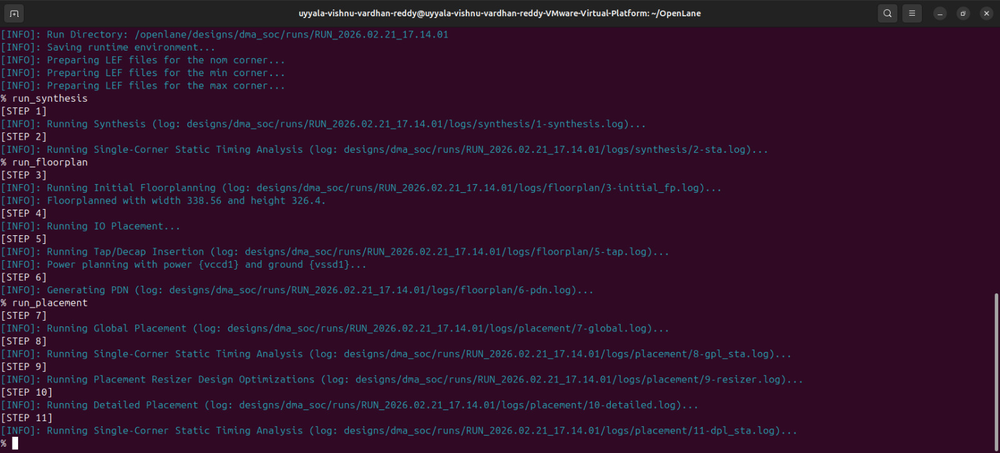 uyyala-vishnu-vardhan-reddy@uyyala-vishnu-vardhan-reddy-VMware-Virtual-Platform: ~/OpenLane
[INFO]: Run Directory: /openlane/designs/dma_soc/runs/RUN_2026.02.21_17.14.01
[INFO]: Saving runtime environment...
[INFO]: Preparing LEF files for the nom corner...
[INFO]: Preparing LEF files for the min corner...
[INFO]: Preparing LEF files for the max corner...
% run_synthesis
[STEP 1]
[INFO]: Running Synthesis (log: designs/dma_soc/runs/RUN_2026.02.21_17.14.01/logs/synthesis/1-synthesis.log)...
[STEP 2]
[INFO]: Running Single-Corner Static Timing Analysis (log: designs/dma_soc/runs/RUN_2026.02.21_17.14.01/logs/synthesis/2-sta.log)...
% run_floorplan
[STEP 3]
[INFO]: Running Initial Floorplanning (log: designs/dma_soc/runs/RUN_2026.02.21_17.14.01/logs/floorplan/3-initial_fp.log)...
[INFO]: Floorplanned with width 338.56 and height 326.4.
[STEP 4]
[INFO]: Running IO Placement...
[STEP 5]
[INFO]: Running Tap/Decap Insertion (log: designs/dma_soc/runs/RUN_2026.02.21_17.14.01/logs/floorplan/5-tap.log)...
[INFO]: Power planning with power {vccd1} and ground {vssd1}...
[STEP 6]
[INFO]: Generating PDN (log: designs/dma_soc/runs/RUN_2026.02.21_17.14.01/logs/floorplan/6-pdn.log)...
% run_placement
[STEP 7]
[INFO]: Running Global Placement (log: designs/dma_soc/runs/RUN_2026.02.21_17.14.01/logs/placement/7-global.log)...
[STEP 8]
[INFO]: Running Single-Corner Static Timing Analysis (log: designs/dma_soc/runs/RUN_2026.02.21_17.14.01/logs/placement/8-gpl_sta.log)...
[STEP 9]
[INFO]: Running Placement Resizer Design Optimizations (log: designs/dma_soc/runs/RUN_2026.02.21_17.14.01/logs/placement/9-resizer.log)...
[STEP 10]
[INFO]: Running Detailed Placement (log: designs/dma_soc/runs/RUN_2026.02.21_17.14.01/logs/placement/10-detailed.log)...
[STEP 11]
[INFO]: Running Single-Corner Static Timing Analysis (log: designs/dma_soc/runs/RUN_2026.02.21_17.14.01/logs/placement/11-dpl_sta.log)...
%